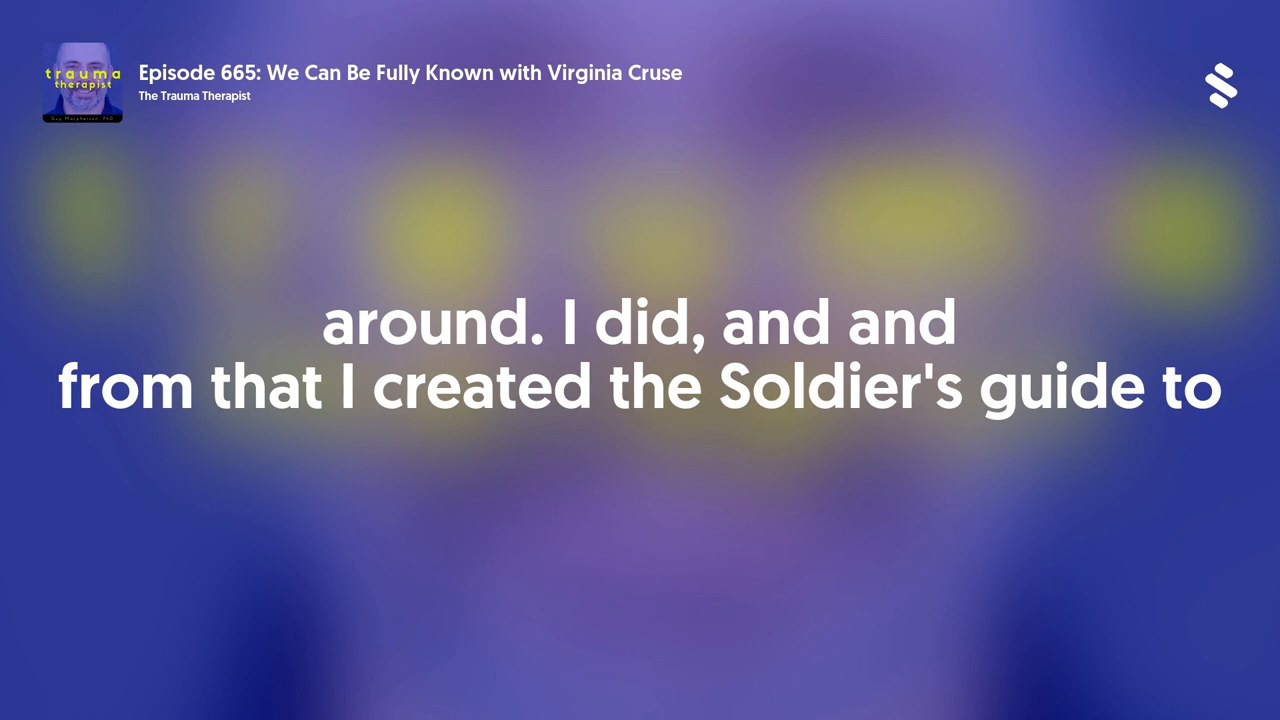 trauma
therapist
Guy Macpherson, PhD
Episode 665: We Can Be Fully Known with Virginia Cruse
The Trauma Therapist
around. I did, and and
from that I created the Soldier's guide to